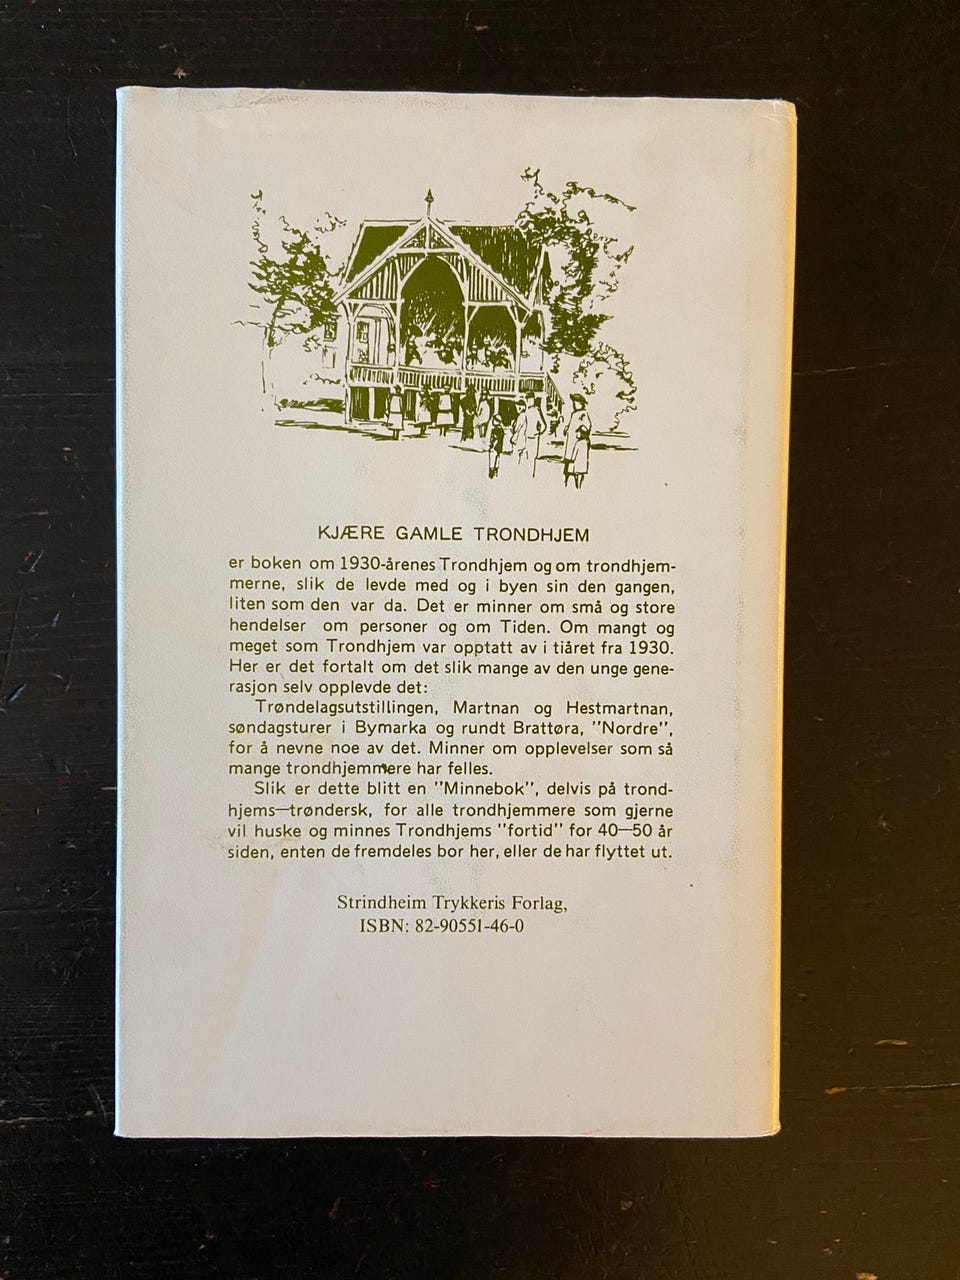 KJÆRE GAMLE TRONDHJEM
er boken om 1930-årenes Trondhjem og om trondhjem-
merne, slik de levde med og i byen sin den gangen,
liten som den var da. Det er minner om små og store
hendelser om personer og om Tiden. Om mangt og
meget som Trondhjem var opptatt av i tiåret fra 1930.
Her er det fortalt om det slik mange av den unge gene-
rasjon selv opplevde det:
Trøndelagsutstillingen, Martnan og Hestmartnan,
søndagsturer i Bymarka og rundt Brattøra, "Nordre",
for å nevne noe av det. Minner om opplevelser som så
mange trondhjemmere har felles.
Slik er dette blitt en "Minnebok", delvis på trond-
hjems—trøndersk, for alle trondhjemmere som gjerne
vil huske og minnes Trondhjems "fortid" for 40—50 år
siden, enten de fremdeles bor her, eller de har flyttet ut.
Strindheim Trykkeris Forlag,
ISBN: 82-90551-46-0